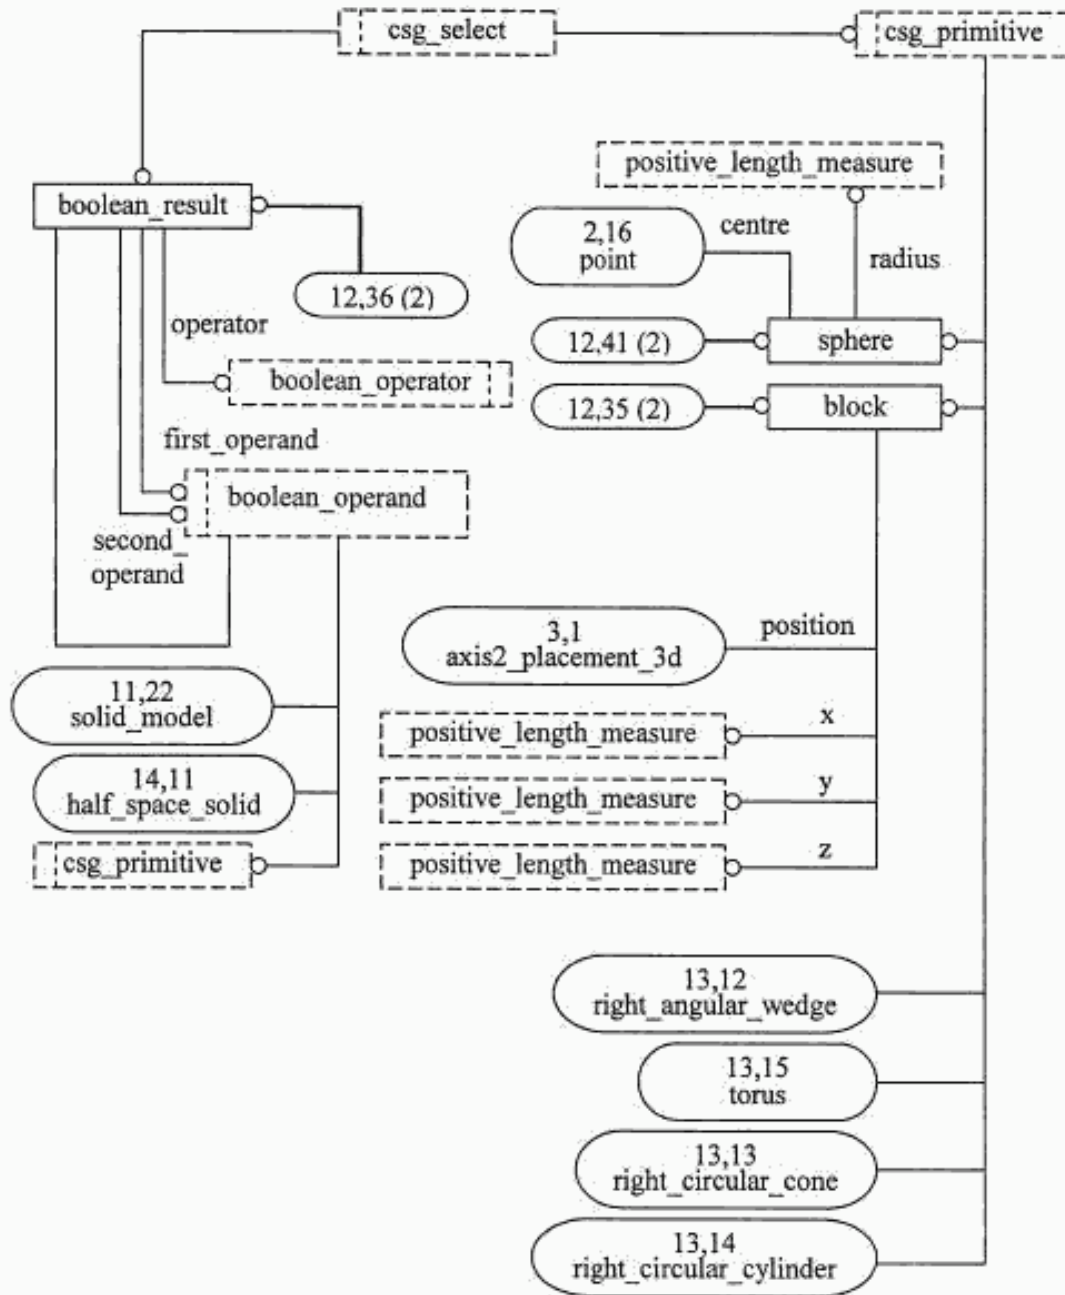 csg_select
csg_primitive
positive_length_measure
boolean_result
2,16
point
centre
radius
12,36 (2)
operator
12,41 (2)
sphere
boolean_operator
12,35 (2)
block
first_operand
boolean_operand
second_
operand
3,1
axis2_placement_3d
position
11,22
solid_model
positive_length_measure
x
14,11
half_space_solid
positive_length_measure
y
csg_primitive
positive_length_measure
z
13,12
right_angular_wedge
13,15
torus
13,13
right_circular_cone
13,14
right_circular_cylinder